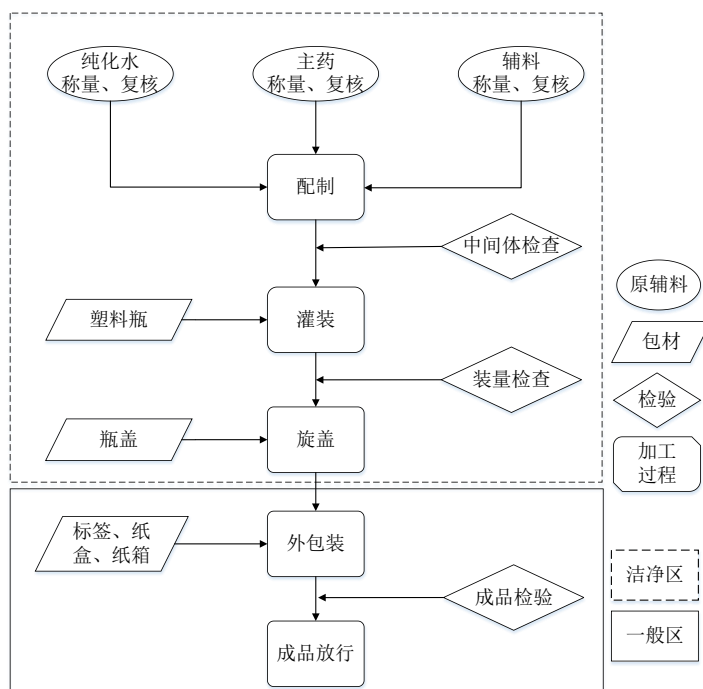 纯化水
称量、复核
主药
称量、复核
辅料
称量、复核
配制
中间体检查
塑料瓶
灌装
装量检查
瓶盖
旋盖
标签、纸
盒、纸箱
外包装
成品检验
成品放行
原辅料
包材
检验
加工
过程
洁净区
一般区